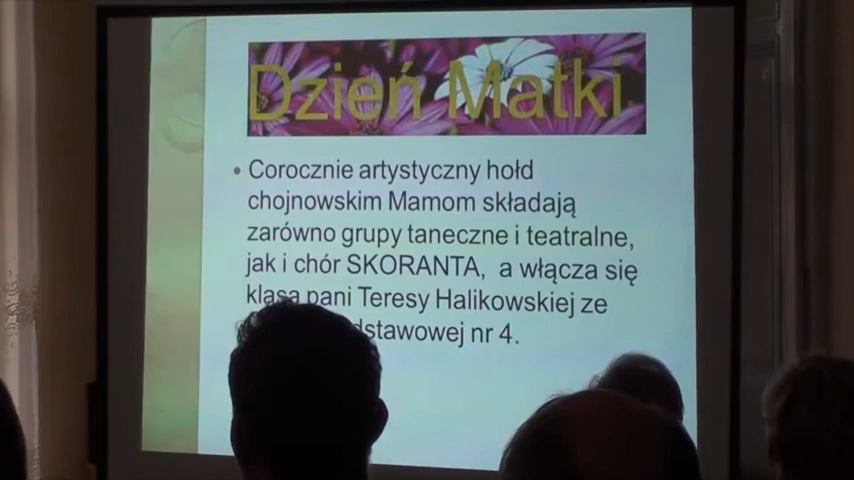 Dzień Matki
• Corocznie artystyczny hołd
chojnowskim Mamom składają
zarówno grupy taneczne i teatralne,
jak i chór SKORANTA, a włącza się
klasa pani Teresy Halikowskiej ze
nr 4.